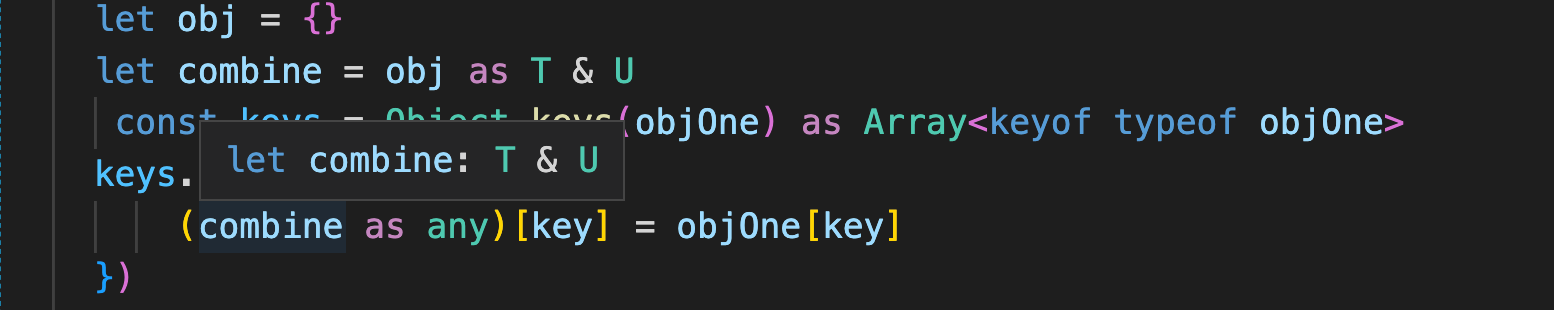 let obj = {}
let combine = obj as T & U
const keys = Object.keys(objOne) as Array<keyof typeof objOne>
let combine: T & U
keys.
(combine as any)[key] = objOne[key]
})